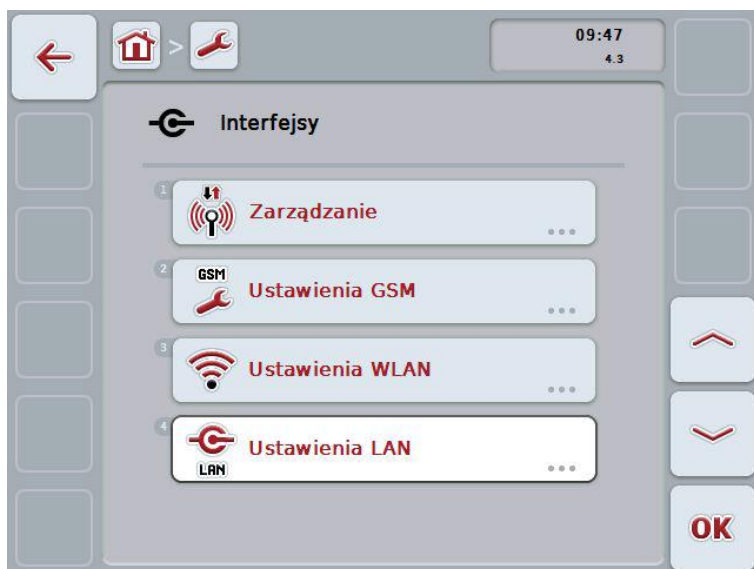 09:47
4.3
Interfejsy
1
Zarządzanie
2
GSM
Ustawienia GSM
3
Ustawienia WLAN
4
LAN
Ustawienia LAN
OK